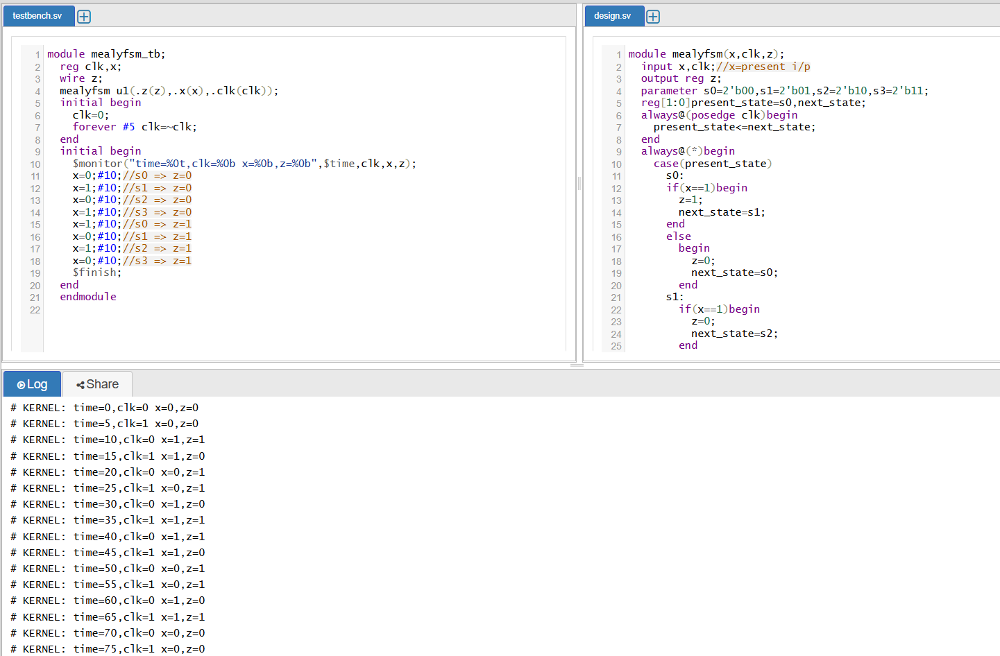 testbench.sv
1 module mealyfsm_tb;
2 reg clk,x;
3 wire z;
4 mealyfsm u1(.z(z),.x(x),.clk(clk));
5 initial begin
6 clk=0;
7 forever #5 clk=~clk;
8 end
9 initial begin
10 $monitor("time=%0t,clk=%0b x=%0b,z=%0b",$time,clk,x,z);
11 x=0;#10;//s0 => z=0
12 x=1;#10;//s1 => z=0
13 x=0;#10;//s2 => z=0
14 x=1;#10;//s3 => z=0
15 x=1;#10;//s0 => z=1
16 x=0;#10;//s1 => z=1
17 x=1;#10;//s2 => z=1
18 x=0;#10;//s3 => z=1
19 $finish;
20 end
21 endmodule
22
design.sv
1 module mealyfsm(x,clk,z);
2 input x,clk;//x=present i/p
3 output reg z;
4 parameter s0=2'b00,s1=2'b01,s2=2'b10,s3=2'b11;
5 reg[1:0]present_state=s0,next_state;
6 always@(posedge clk)begin
7 present_state<=next_state;
8 end
9 always@(*)begin
10 case(present_state)
11 s0:
12 if(x==1)begin
13 z=1;
14 next_state=s1;
15 end
16 else
17 begin
18 z=0;
19 next_state=s0;
20 end
21 s1:
22 if(x==1)begin
23 z=0;
24 next_state=s2;
25 end
Log
Share
# KERNEL: time=0,clk=0 x=0,z=0
# KERNEL: time=5,clk=1 x=0,z=0
# KERNEL: time=10,clk=0 x=1,z=1
# KERNEL: time=15,clk=1 x=1,z=0
# KERNEL: time=20,clk=0 x=0,z=1
# KERNEL: time=25,clk=1 x=0,z=1
# KERNEL: time=30,clk=0 x=1,z=0
# KERNEL: time=35,clk=1 x=1,z=1
# KERNEL: time=40,clk=0 x=1,z=1
# KERNEL: time=45,clk=1 x=1,z=0
# KERNEL: time=50,clk=0 x=0,z=1
# KERNEL: time=55,clk=1 x=0,z=1
# KERNEL: time=60,clk=0 x=1,z=0
# KERNEL: time=65,clk=1 x=1,z=1
# KERNEL: time=70,clk=0 x=0,z=0
# KERNEL: time=75,clk=1 x=0,z=0